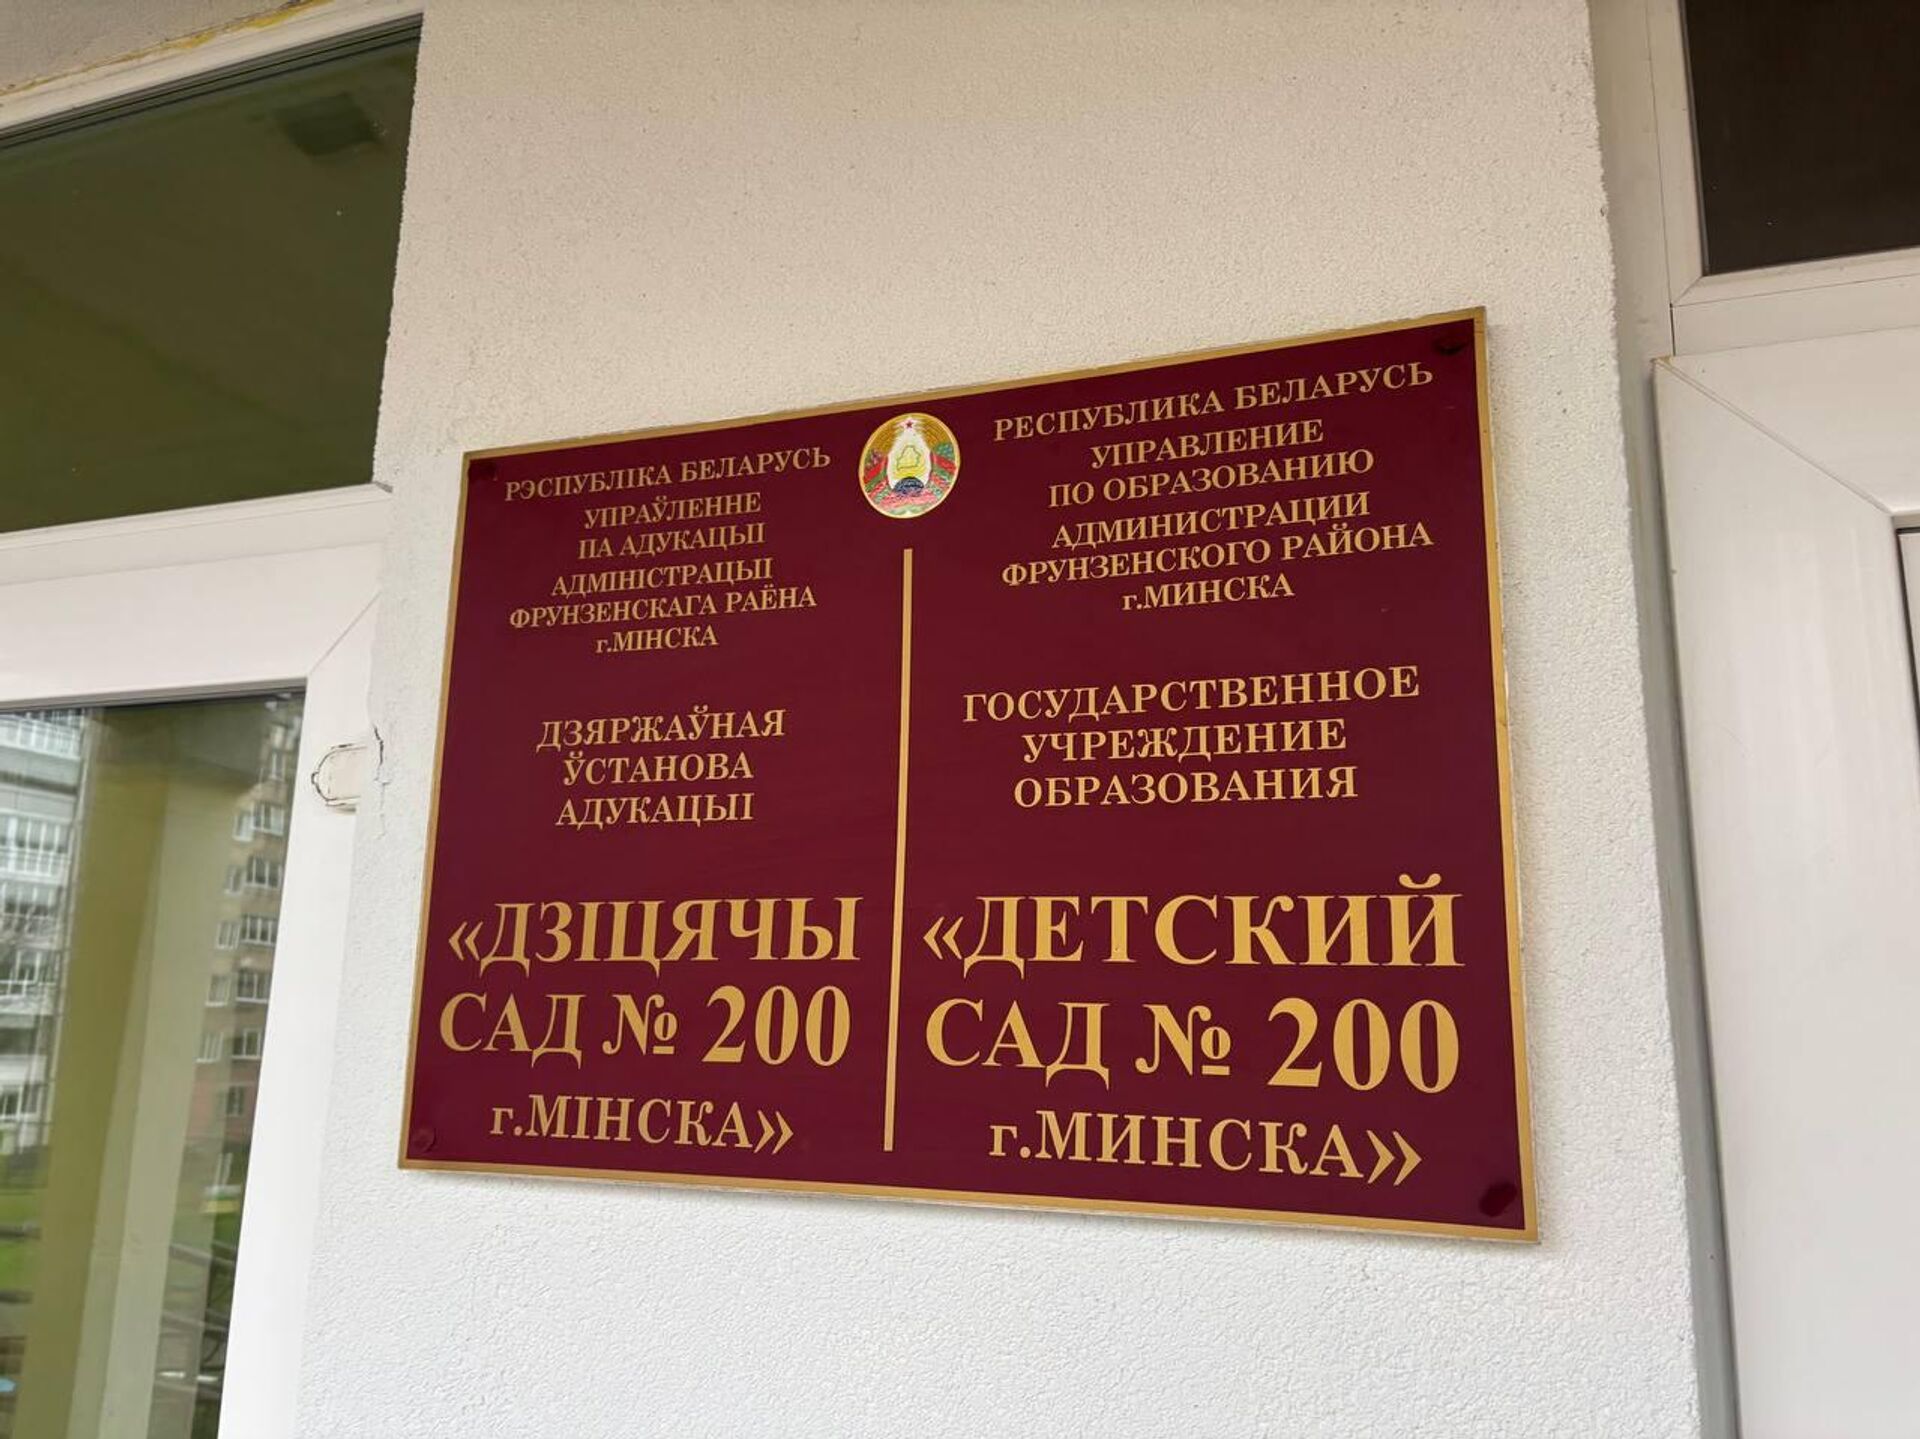 РЭСПУБЛІКА БЕЛАРУСЬ
УПРАЎЛЕННЕ
ПА АДУКАЦЫІ
АДМІНІСТРАЦЫІ
ФРУНЗЕНСКАГА РАЁНА
г.МІНСКА
ДЗЯРЖАЎНАЯ
ЎСТАНОВА
АДУКАЦЫІ
«ДЗІЦЯЧЫ
САД № 200
г.МІНСКА»
РЕСПУБЛИКА БЕЛАРУСЬ
УПРАВЛЕНИЕ
ПО ОБРАЗОВАНИЮ
АДМИНИСТРАЦИИ
ФРУНЗЕНСКОГО РАЙОНА
г.МИНСКА
ГОСУДАРСТВЕННОЕ
УЧРЕЖДЕНИЕ
ОБРАЗОВАНИЯ
«ДЕТСКИЙ
САД № 200
г.МИНСКА»